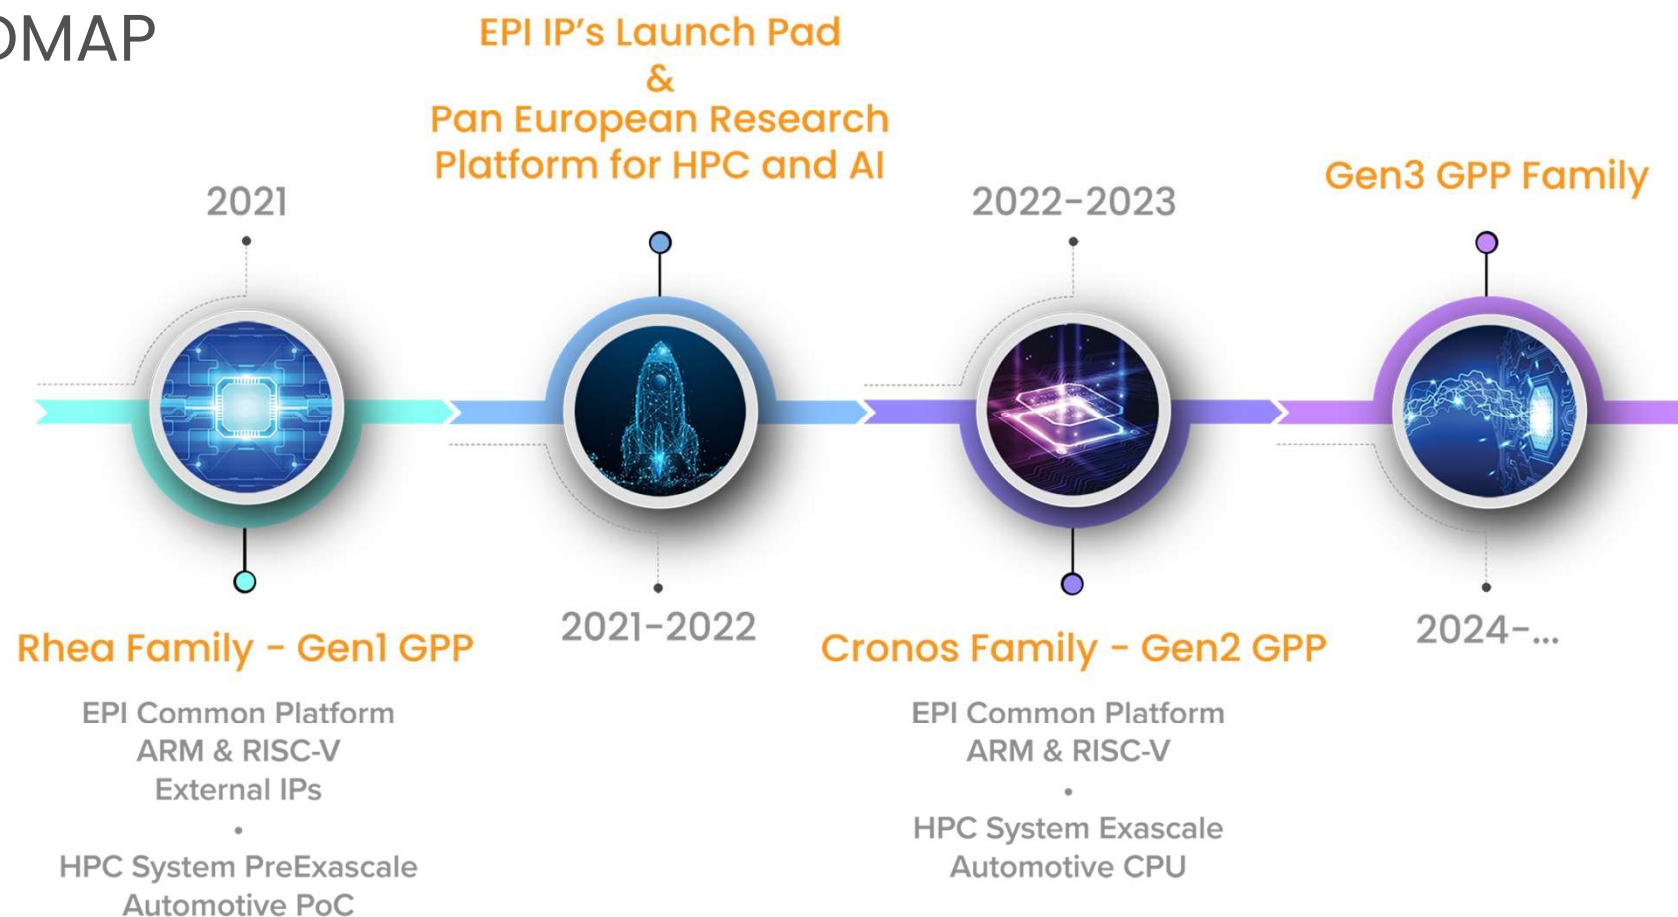 OMAP
2021
Rhea Family - Gen1 GPP
EPI Common Platform
ARM & RISC-V
External IPs
•
HPC System PreExascale
Automotive PoC
EPI IP's Launch Pad
&
Pan European Research
Platform for HPC and AI
2021-2022
2022-2023
Cronos Family - Gen2 GPP
EPI Common Platform
ARM & RISC-V
•
HPC System Exascale
Automotive CPU
Gen3 GPP Family
2024-...